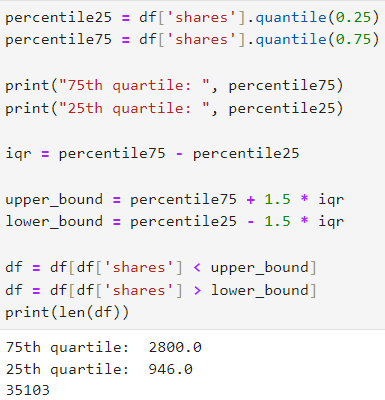 percentile25 = df['shares'].quantile(0.25)
percentile75 = df['shares'].quantile(0.75)
print("75th quartile: ", percentile75)
print("25th quartile: ", percentile25)
iqr = percentile75 - percentile25
upper_bound = percentile75 + 1.5 * iqr
lower_bound = percentile25 - 1.5 * iqr
df = df[df['shares'] < upper_bound]
df = df[df['shares'] > lower_bound]
print(len(df))
75th quartile:  2800.0
25th quartile:  946.0
35103